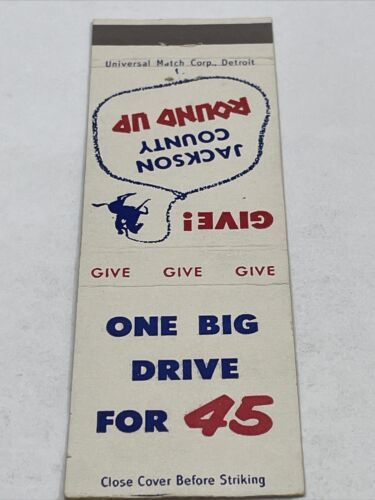 Universal Match Corp., Detroit
1.
JACKSON
COUNTY
ROUND UP
GIVE!
GIVE GIVE GIVE
ONE BIG
DRIVE
FOR 45
Close Cover Before Striking